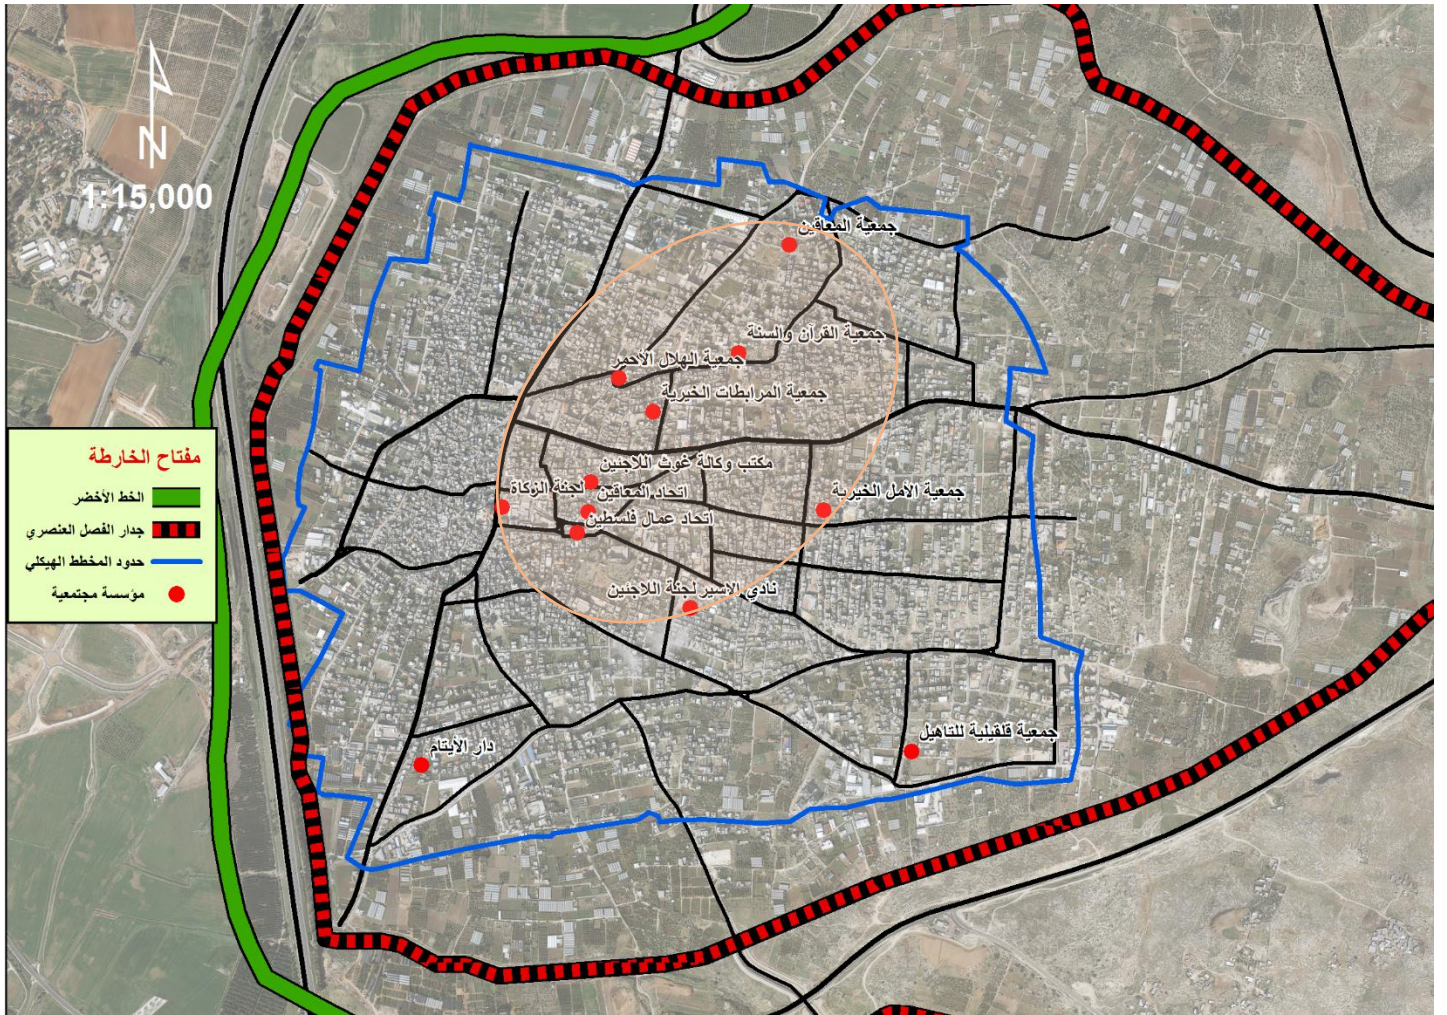 N
1:15,000
جمعية المعاقين
جمعية القرآن والسنة
جمعية الهلال الأحمر
جمعية المرابطات الخيرية
مكتب وكالة غوث اللاجئين
اتحاد المعاقين
لجنة الزكاة
جمعية الأمل الخيرية
اتحاد عمال فلسطين
نادي الاسير لجنة اللاجئين
جمعية قلقيلية للتاهيل
دار الأيتام
مفتاح الخارطة
الخط الأخضر
جدار الفصل العنصري
حدود المخطط الهيكلي
مؤسسة مجتمعية